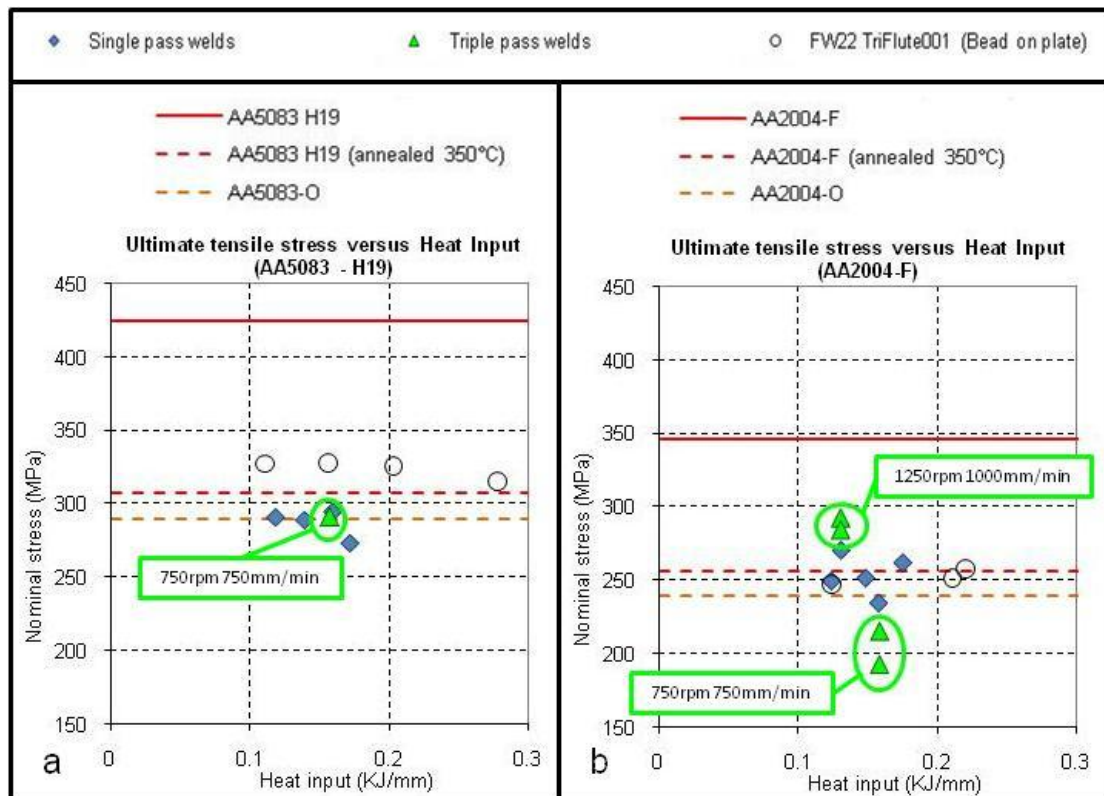 Single pass welds
Triple pass welds
FW22 TriFlute001 (Bead on plate)
AA5083 H19
AA5083 H19 (annealed 350°C)
AA5083-O
Ultimate tensile stress versus Heat Input
(AA5083 - H19)
450
400
350
300
250
200
150
Nominal stress (MPa)
750rpm 750mm/min
0
0.1
0.2
0.3
Heat input (KJ/mm)
a
AA2004-F
AA2004-F (annealed 350°C)
AA2004-O
Ultimate tensile stress versus Heat Input
(AA2004-F)
450
400
350
300
250
200
150
Nominal stress (MPa)
1250rpm 1000mm/min
750rpm 750mm/min
0
0.1
0.2
0.3
Heat input (KJ/mm)
b